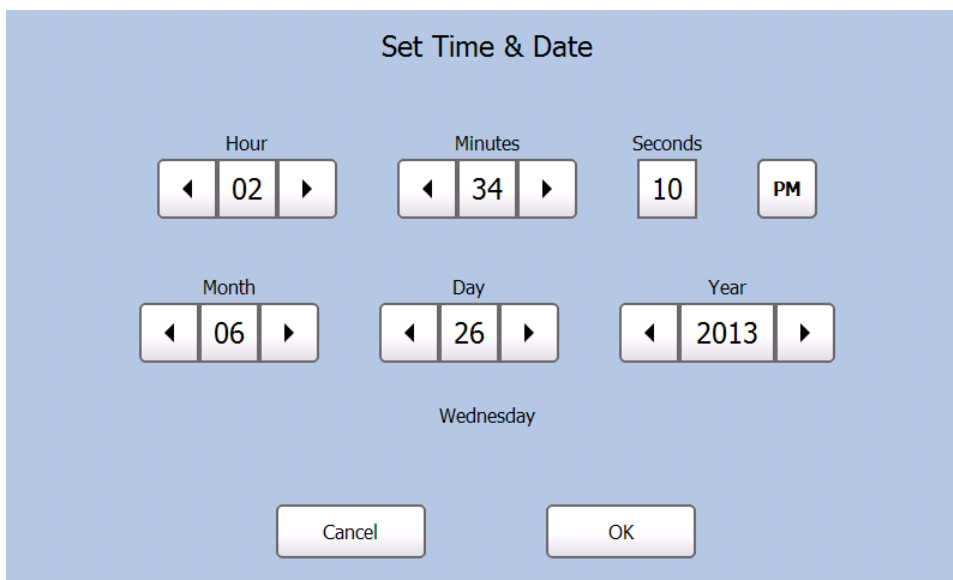 Set Time & Date
Hour Minutes Seconds
02 34 10 PM
Month Day Year
06 26 2013
Wednesday
Cancel OK